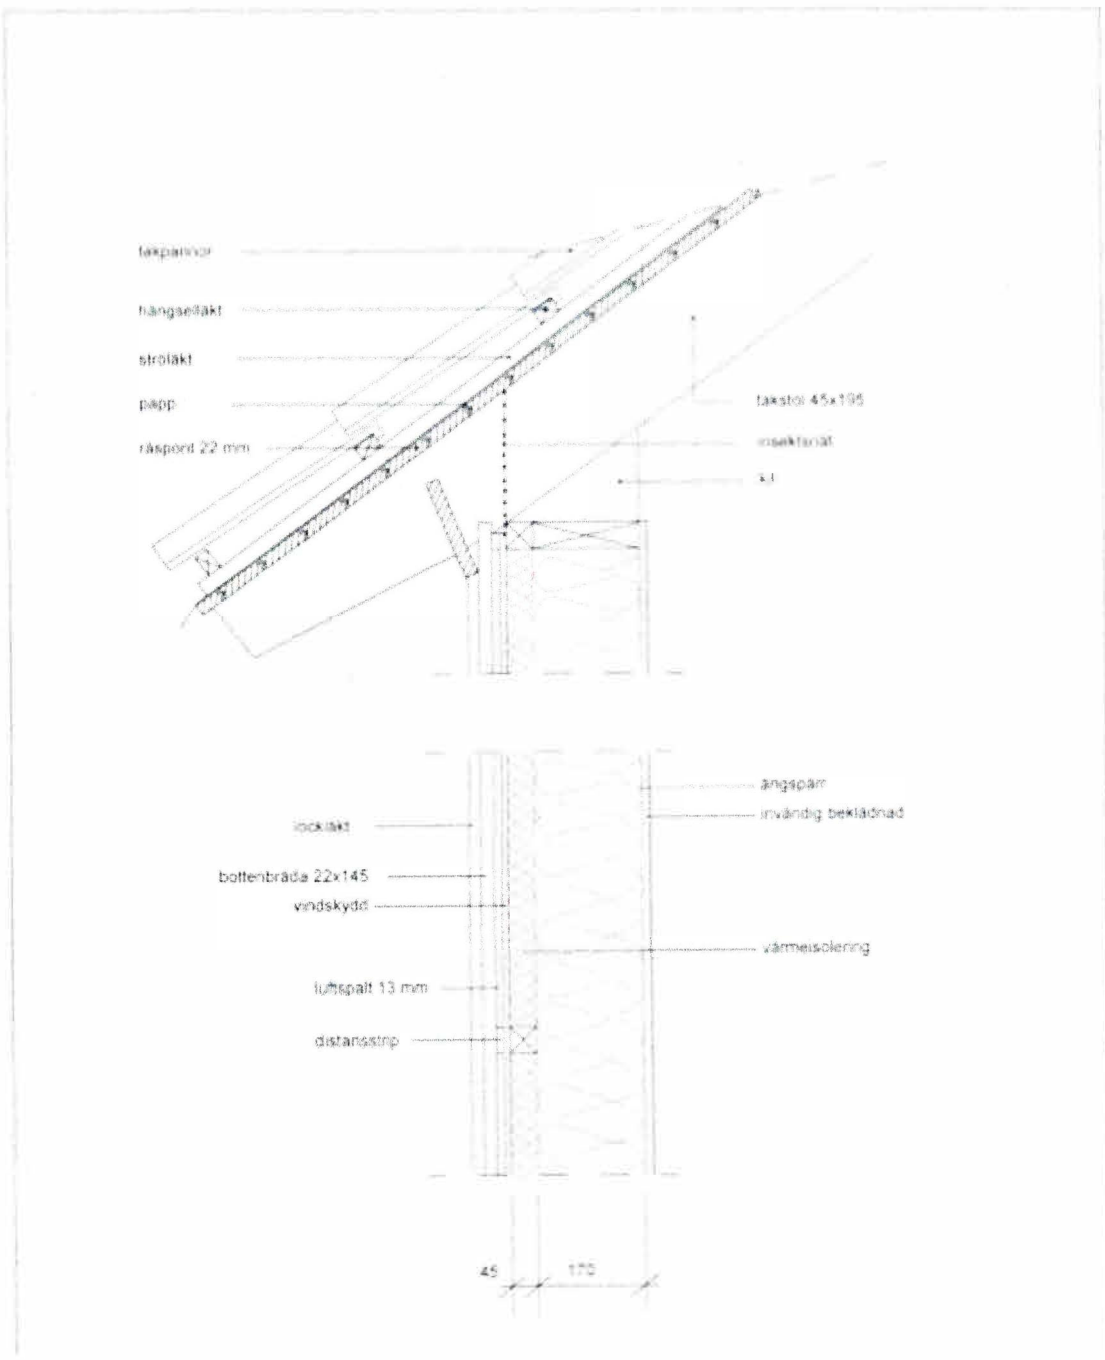 takpannor
hängselläkt
ströläkt
papp
råspont 22 mm
takstol 45x195
insektsnät
ångspärr
invändig beklädnad
lockläkt
bottenbräda 22x145
vindskydd
värmeisolering
luftspalt 13 mm
distansstrip
45
170